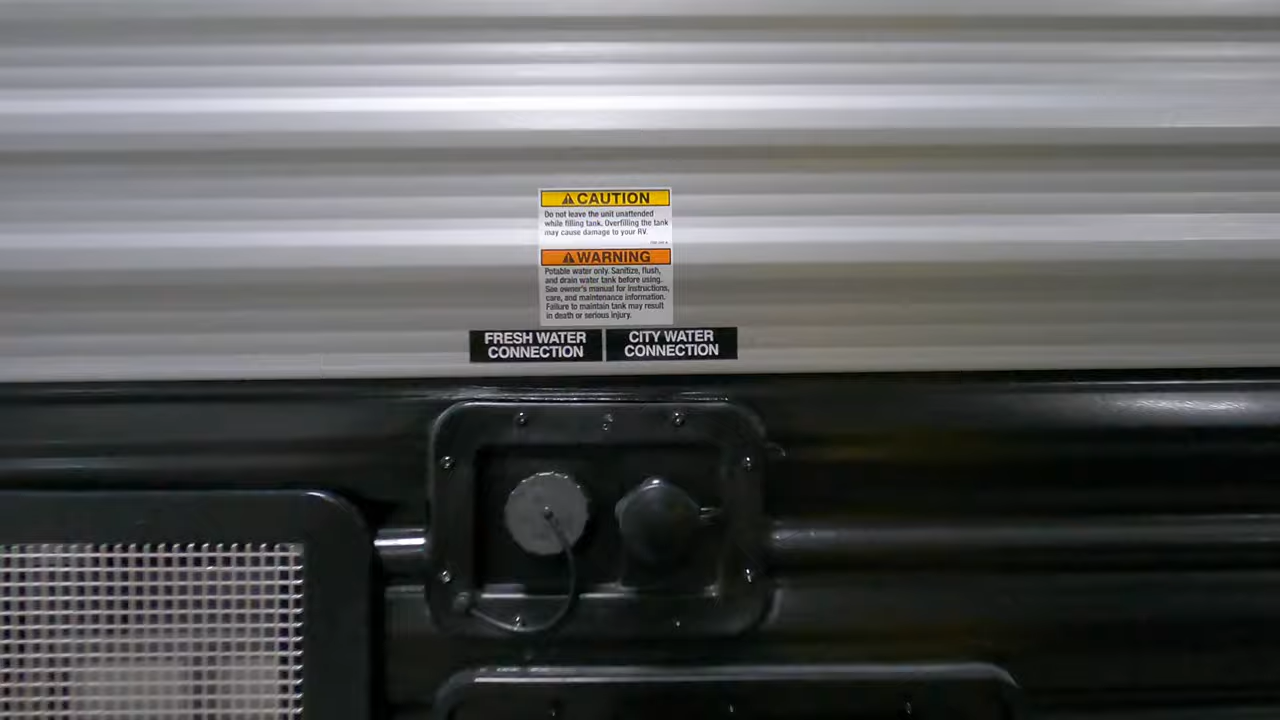 CAUTION
Do not leave the unit unattended
while filling tank. Overfilling the tank
may cause damage to your RV.
WARNING
Potable water only. Sanitize, flush,
and drain water tank before using.
See owner's manual for instructions,
care, and maintenance information.
Failure to maintain tank may result
in death or serious injury.
FRESH WATER
CONNECTION
CITY WATER
CONNECTION